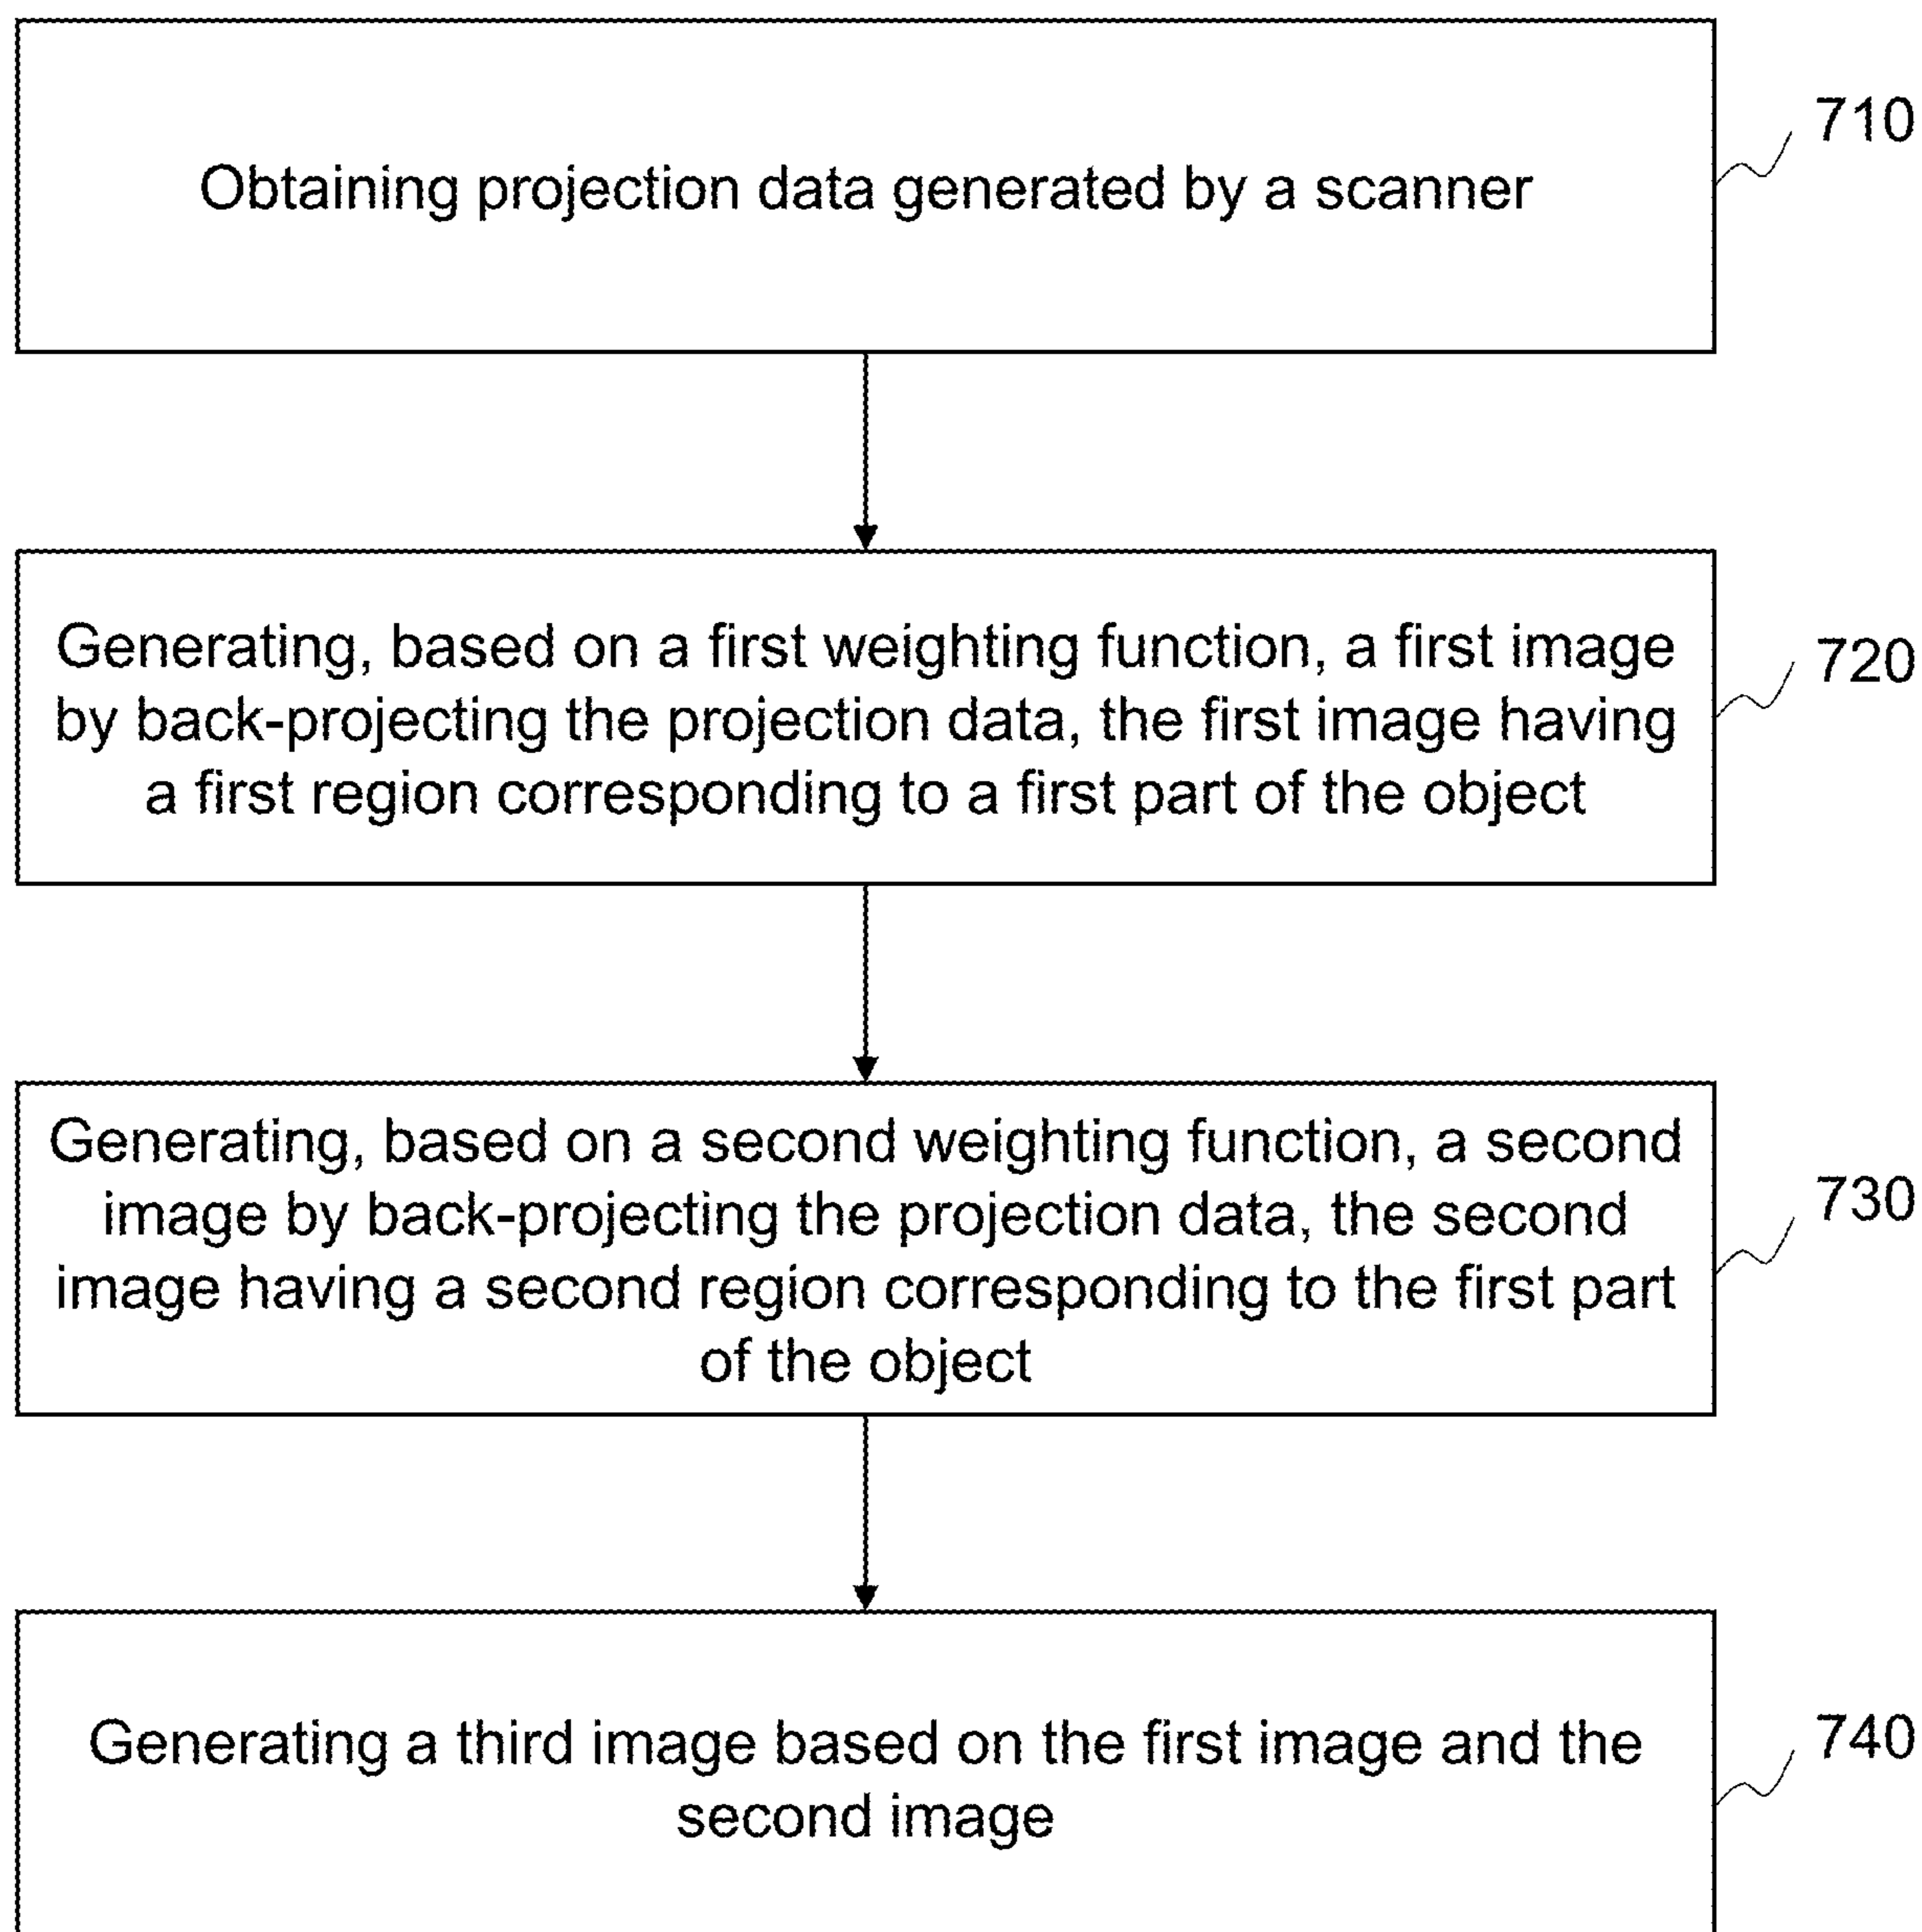 Obtaining projection data generated by a scanner
710
Generating, based on a first weighting function, a first image
by back-projecting the projection data, the first image having
a first region corresponding to a first part of the object
720
Generating, based on a second weighting function, a second
image by back-projecting the projection data, the second
image having a second region corresponding to the first part
of the object
730
Generating a third image based on the first image and the
second image
740